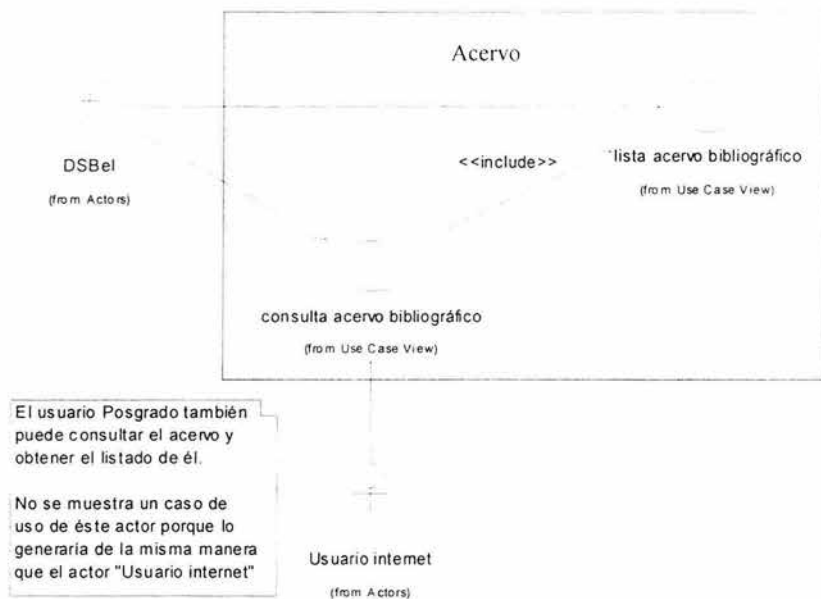 Acervo
DSBel
(from Actors)
<<include>>
lista acervo bibliográfico
(from Use Case View)
consulta acervo bibliográfico
(from Use Case View)
El usuario Posgrado también
puede consultar el acervo y
obtener el listado de él.
No se muestra un caso de
uso de éste actor porque lo
generaría de la misma manera
que el actor "Usuario internet"
Usuario internet
(from Actors)